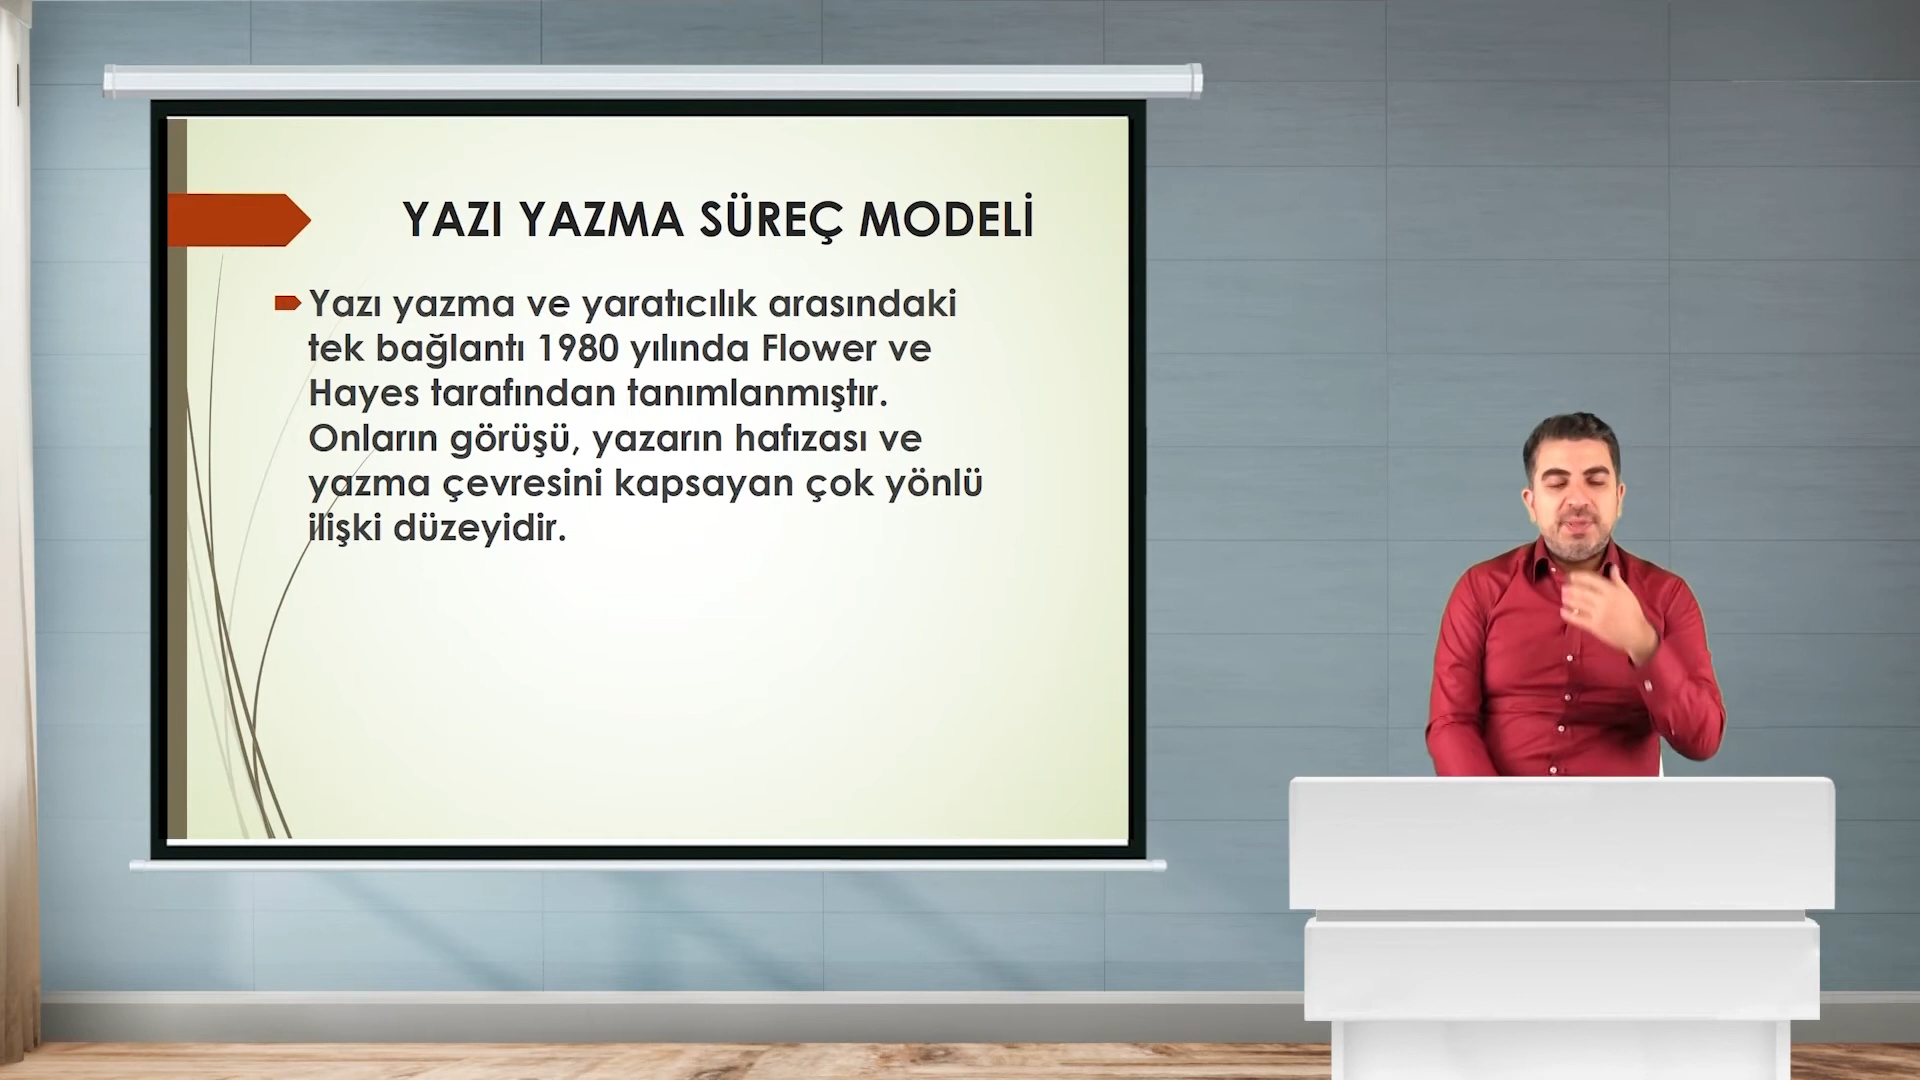 YAZI YAZMA SÜREÇ MODELİ
Yazı yazma ve yaratıcılık arasındaki
tek bağlantı 1980 yılında Flower ve
Hayes tarafından tanımlanmıştır.
Onların görüşü, yazarın hafızası ve
yazma çevresini kapsayan çok yönlü
ilişki düzeyidir.